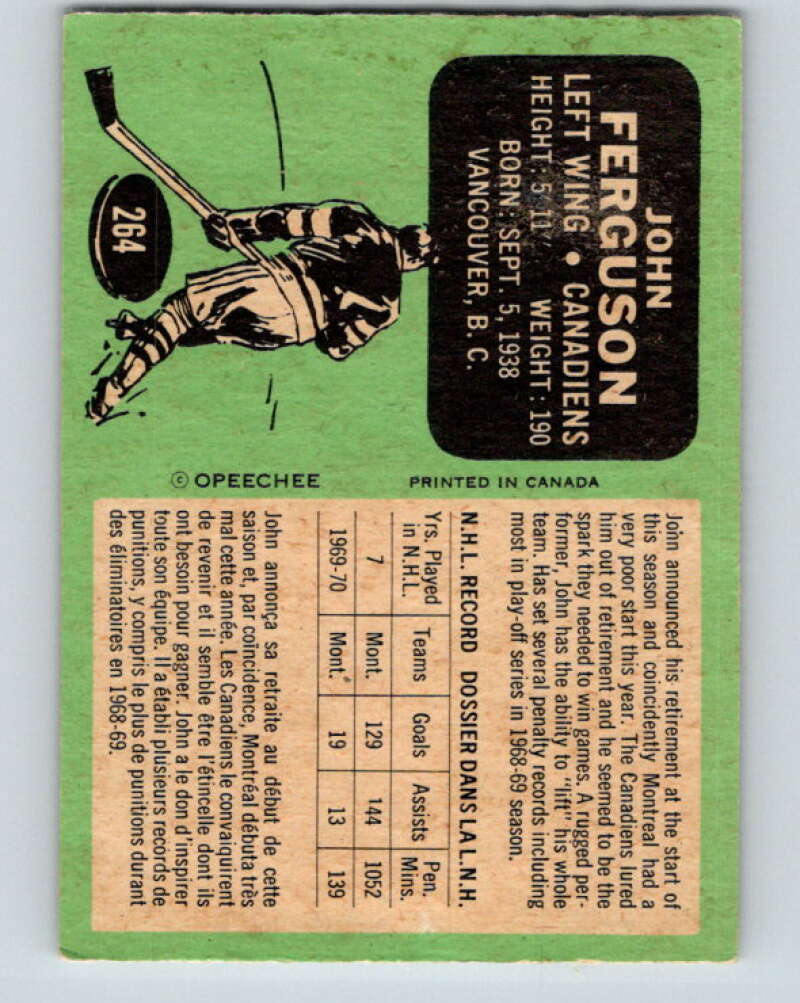 JOHN
FERGUSON
LEFT WING • CANADIENS
HEIGHT: 5'11" WEIGHT: 190
BORN: SEPT. 5, 1938
VANCOUVER, B.C.
264
© OPEECHEE
PRINTED IN CANADA
John announced his retirement at the start of
this season and coincidently Montreal had a
very poor start this year. The Canadiens lured
him out of retirement and he seemed to be the
spark they needed to win games. A rugged per-
former, John has the ability to "lift" his whole
team. Has set several penalty records including
most in play-off series in 1968-69 season.
N.H.L. RECORD DOSSIER DANS LA L.N.H.
Yrs. Played in N.H.L. Teams Goals Assists Pen. Mins.
7 Mont. 129 144 1052
1969-70 Mont. 19 13 139
John annonça sa retraite au début de cette
saison et, par coïncidence, Montréal débuta très
mal cette année. Les Canadiens le convaiquirent
de revenir et il semble être l'étincelle dont ils
ont besoin pour gagner. John a le don d'inspirer
toute son équipe. Il a établi plusieurs records de
punitions, y compris le plus de punitions durant
des éliminatoires en 1968-69.